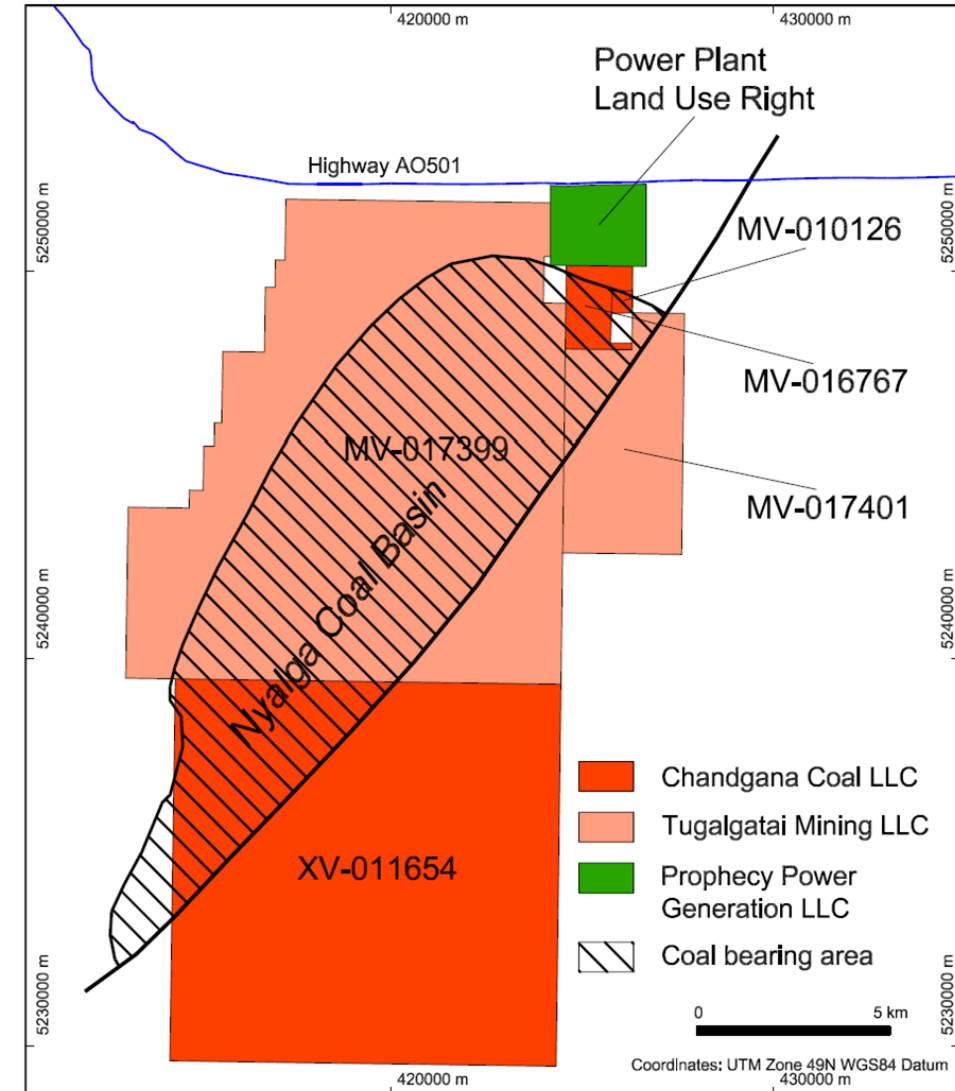 420000 m
430000 m
Power Plant
Land Use Right
Highway AO501
5250000 m
5250000 m
MV-010126
MV-016767
MV-017399
MV-017401
Nyalga Coal Basin
5240000 m
5240000 m
Chandgana Coal LLC
Tugalgatai Mining LLC
XV-011654
Prophecy Power
Generation LLC
Coal bearing area
5230000 m
5230000 m
0
5 km
Coordinates: UTM Zone 49N WGS84 Datum
420000 m
430000 m